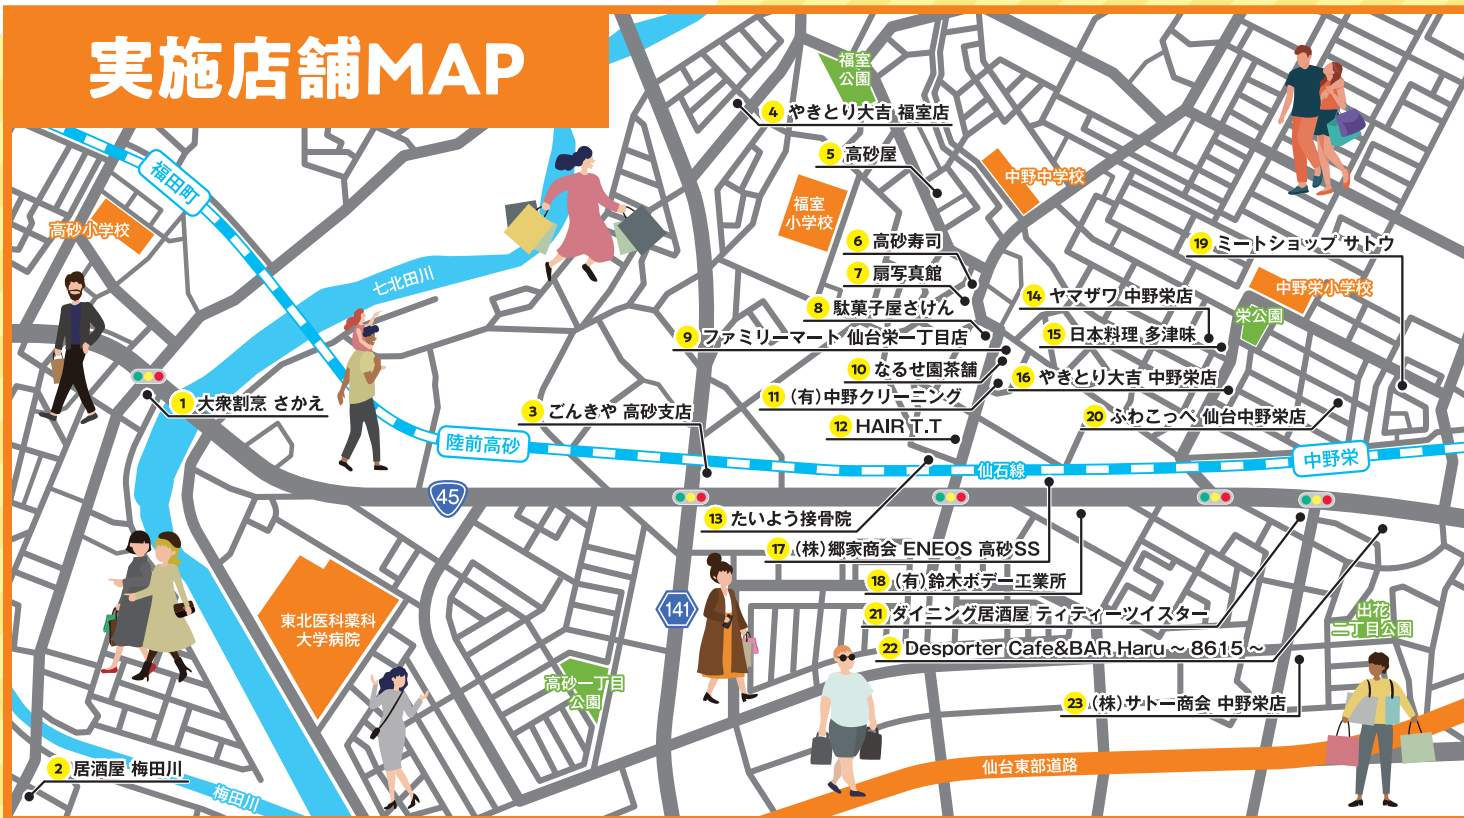 実施店舗MAP
福室
公園
4 やきとり大吉 福室店
5 高砂屋
中野中学校
福田町
高砂小学校
福室
小学校
6 高砂寿司
19 ミートショップ サトウ
7 扇写真館
七北田川
中野栄小学校
14 ヤマザワ 中野栄店
8 駄菓子屋さけん
栄公園
9 ファミリーマート 仙台栄一丁目店
15 日本料理 多津味
10 なるせ園茶舗
16 やきとり大吉 中野栄店
11 (有)中野クリーニング
1 大衆割烹 さかえ
3 ごんきや 高砂支店
20 ふわこっぺ 仙台中野栄店
12 HAIR T.T
陸前高砂
仙石線
中野栄
45
13 たいよう接骨院
17 (株)郷家商会 ENEOS 高砂SS
18 (有)鈴木ボデー工業所
141
21 ダイニング居酒屋 ティティーツイスター
出花
二丁目公園
東北医科薬科
大学病院
22 Desporter Cafe&BAR Haru ~ 8615 ~
高砂一丁目
公園
23 (株)サトー商会 中野栄店
2 居酒屋 梅田川
仙台東部道路
梅田川